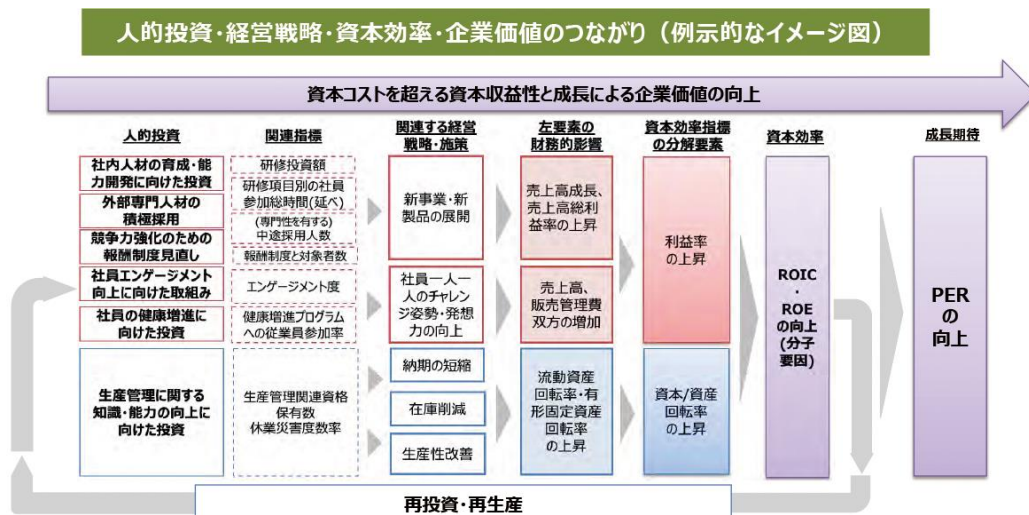 人的投資・経営戦略・資本効率・企業価値のつながり（例示的なイメージ図）
資本コストを超える資本収益性と成長による企業価値の向上
人的投資
社内人材の育成・能
力開発に向けた投資
外部専門人材の
積極採用
競争力強化のための
報酬制度見直し
社員エンゲージメント
向上に向けた取組み
社員の健康増進に
向けた投資
生産管理に関する
知識・能力の向上に
向けた投資
関連指標
研修投資額
研修項目別の社員
参加総時間(延べ)
(専門性を有する)
中途採用人数
報酬制度と対象者数
エンゲージメント度
健康増進プログラム
への従業員参加率
生産管理関連資格
保有数
休業災害度数率
関連する経営
戦略・施策
新事業・新
製品の展開
社員一人一
人のチャレン
ジ姿勢・発想
力の向上
納期の短縮
在庫削減
生産性改善
左要素の
財務的影響
売上高成長、
売上高総利
益率の上昇
売上高、
販売管理費
双方の増加
流動資産
回転率・有
形固定資産
回転率
の上昇
資本効率指標
の分解要素
利益率
の上昇
資本/資産
回転率
の上昇
資本効率
ROIC
・
ROE
の向上
(分子
要因)
成長期待
PER
の
向上
再投資・再生産